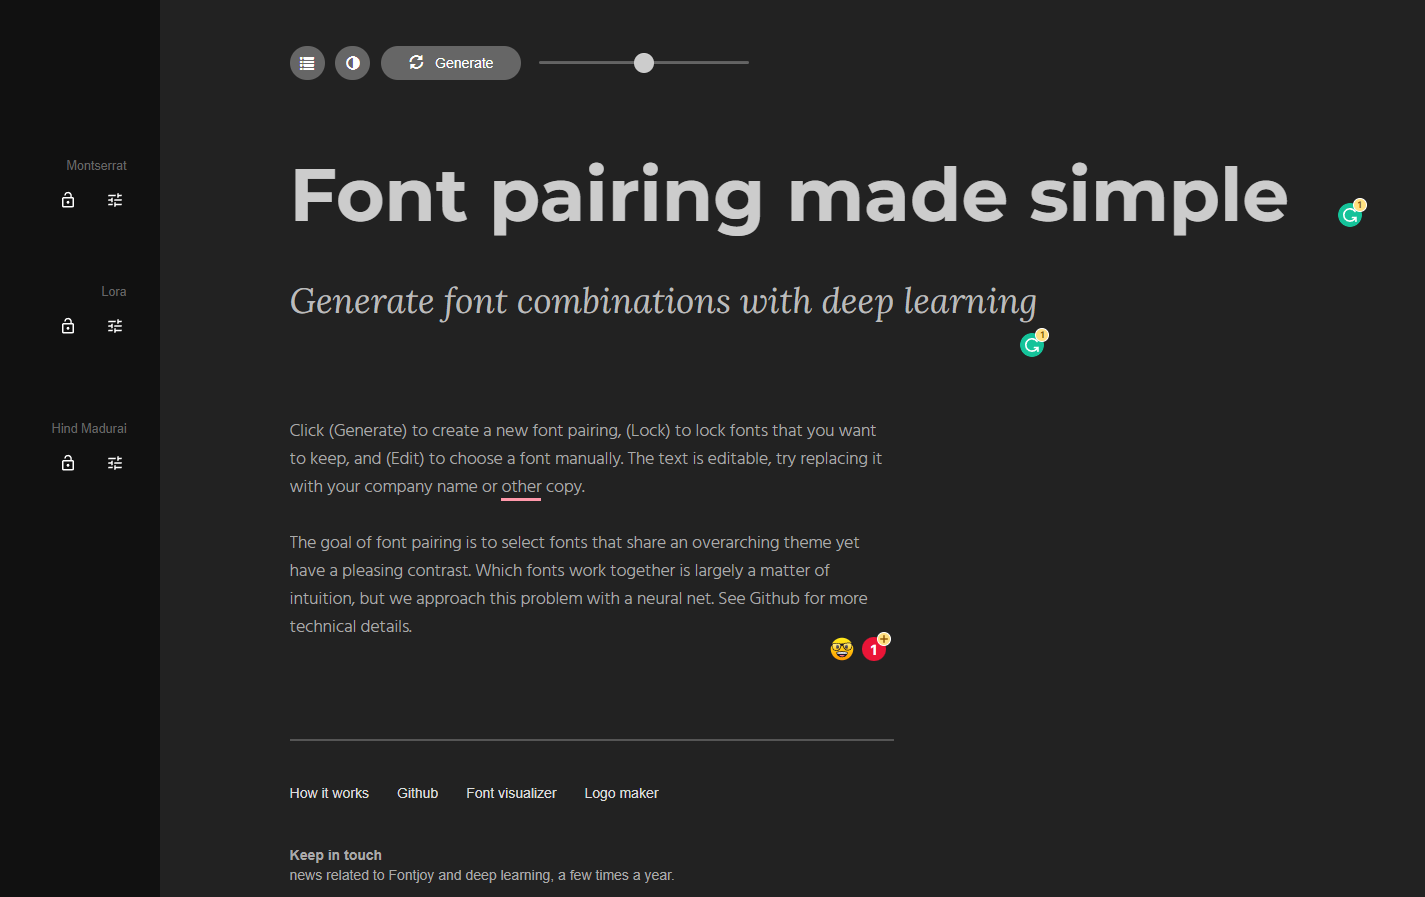 Generate
Montserrat
Font pairing made simple
1
Lora
Generate font combinations with deep learning
1
Hind Madurai
Click (Generate) to create a new font pairing, (Lock) to lock fonts that you want
to keep, and (Edit) to choose a font manually. The text is editable, try replacing it
with your company name or other copy.
The goal of font pairing is to select fonts that share an overarching theme yet
have a pleasing contrast. Which fonts work together is largely a matter of
intuition, but we approach this problem with a neural net. See Github for more
technical details.
1 +
How it works Github Font visualizer Logo maker
Keep in touch
news related to Fontjoy and deep learning, a few times a year.